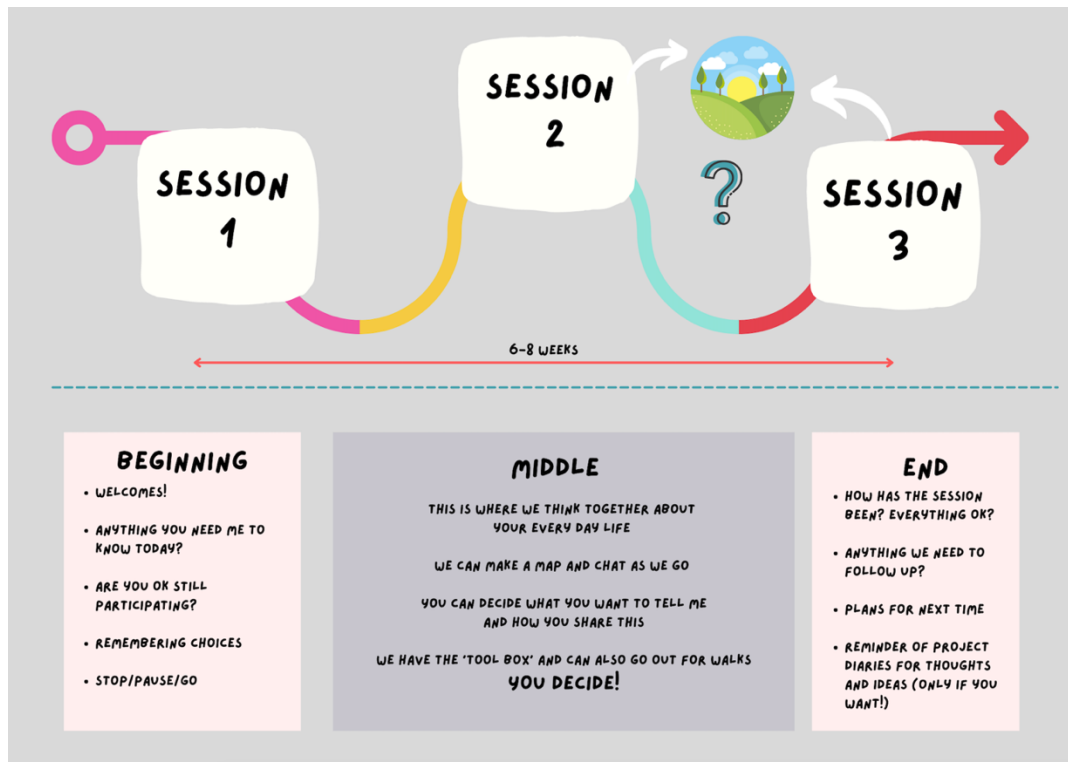 SESSION
1
SESSION
2
?
SESSION
3
6-8 WEEKS
BEGINNING
• WELCOMES!
• ANYTHING YOU NEED ME TO
KNOW TODAY?
• ARE YOU OK STILL
PARTICIPATING?
• REMEMBERING CHOICES
• STOP/PAUSE/GO
MIDDLE
THIS IS WHERE WE THINK TOGETHER ABOUT
YOUR EVERY DAY LIFE
WE CAN MAKE A MAP AND CHAT AS WE GO
YOU CAN DECIDE WHAT YOU WANT TO TELL ME
AND HOW YOU SHARE THIS
WE HAVE THE 'TOOL BOX' AND CAN ALSO GO OUT FOR WALKS
YOU DECIDE!
END
• HOW HAS THE SESSION
BEEN? EVERYTHING OK?
• ANYTHING WE NEED TO
FOLLOW UP?
• PLANS FOR NEXT TIME
• REMINDER OF PROJECT
DIARIES FOR THOUGHTS
AND IDEAS (ONLY IF YOU
WANT!)